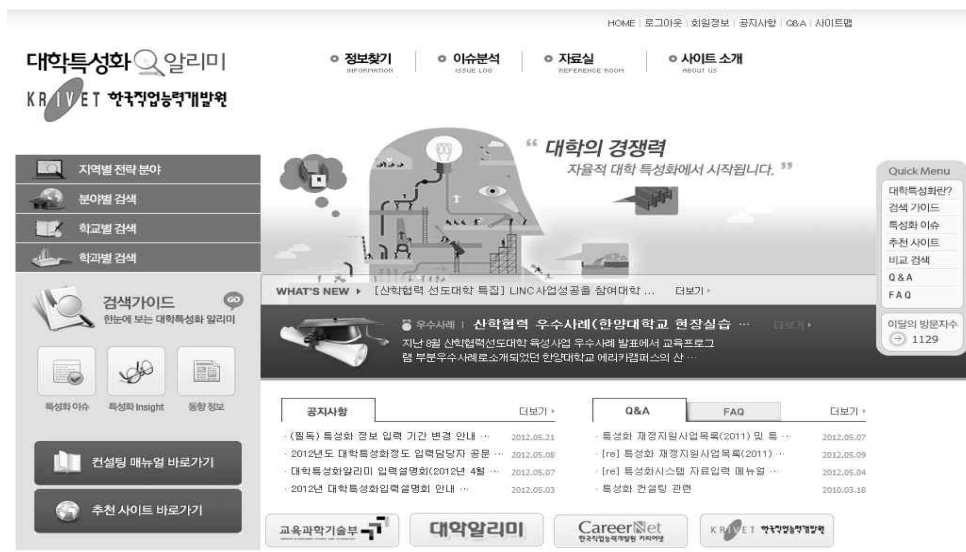 HOME | 로그아웃 | 회원정보 | 공지사항 | Q&A | 사이트맵
대학특성화 알리미
KRIVET 한국직업능력개발원
정보찾기
INFORMATION
이슈분석
ISSUE LOG
자료실
REFERENCE ROOM
사이트 소개
ABOUT US
지역별 전략 분야
분야별 검색
학교별 검색
학과별 검색
“ 대학의 경쟁력
자율적 대학 특성화에서 시작됩니다. ”
WHAT'S NEW ▶ [산학협력 선도대학 특집] LINC사업성공을 참여대학 ... 더보기
우수사례 | 산학협력 우수사례(한양대학교 현장실습 ... 더보기
지난 8월 산학협력선도대학 육성사업 우수사례 발표에서 교육프로그
램 부분우수사례로소개되었던 한양대학교 에리카캠퍼스의 산 ...
검색가이드 GO
한눈에 보는 대학특성화 알리미
특성화 이슈
특성화 Insight
동향 정보
컨설팅 매뉴얼 바로가기
추천 사이트 바로가기
공지사항 더보기
· (필독) 특성화 정보 입력 기간 변경 안내 ... 2012.05.21
· 2012년도 대학특성화정도 입력담당자 공문 ... 2012.05.08
· 대학특성화알리미 입력설명회(2012년 4월 ... 2012.05.07
· 2012년 대학특성화입력설명회 안내 ... 2012.05.03
Q&A FAQ 더보기
· 특성화 재정지원사업목록(2011) 및 특 ... 2012.05.07
· [re] 특성화 재정지원사업목록(2011) ... 2012.05.09
· [re] 특성화시스템 자료입력 메뉴얼 ... 2012.05.04
· 특성화 컨설팅 관련 2010.03.18
Quick Menu
대학특성화란?
검색 가이드
특성화 이슈
추천 사이트
비교 검색
Q & A
F A Q
이달의 방문자수
1129
교육과학기술부
대학알리미
CareerNet
한국직업능력개발원 커리어넷
KRIVET 한국직업능력개발원